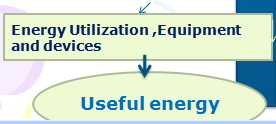 Energy Utilization ,Equipment
and devices
Useful energy